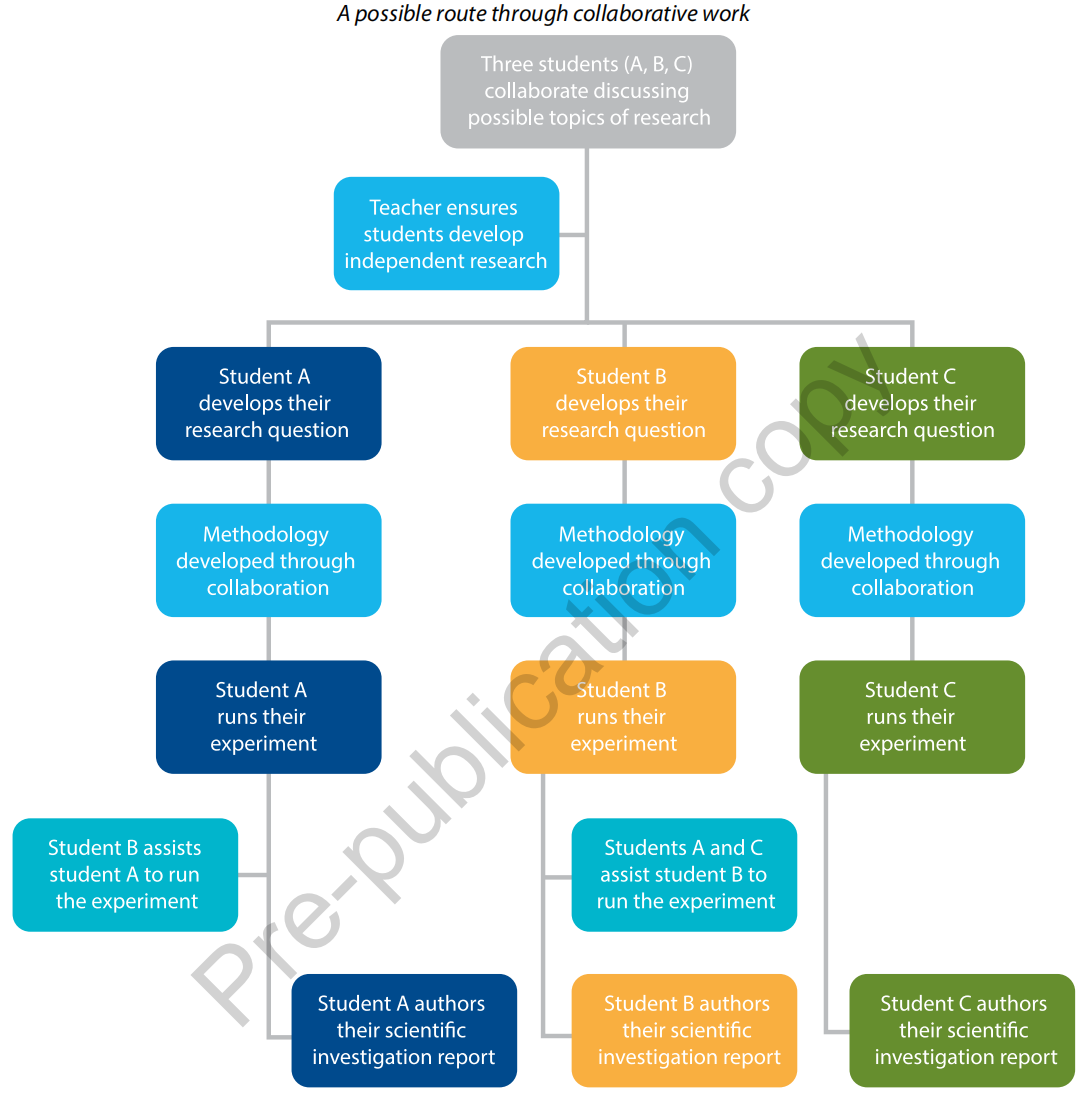 A possible route through collaborative work
Three students (A, B, C)
collaborate discussing
possible topics of research
Teacher ensures
students develop
independent research
Student A
develops their
research question
Student B
develops their
research question
Student C
develops their
research question
Methodology
developed through
collaboration
Methodology
developed through
collaboration
Methodology
developed through
collaboration
Student A
runs their
experiment
Student B
runs their
experiment
Student C
runs their
experiment
Student B assists
student A to run
the experiment
Students A and C
assist student B to
run the experiment
Student A authors
their scientific
investigation report
Student B authors
their scientific
investigation report
Student C authors
their scientific
investigation report
Pre-publication copy